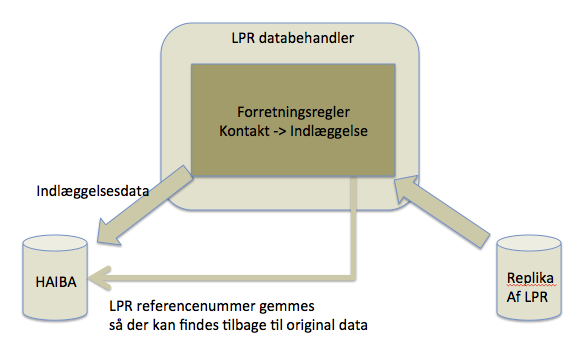 LPR databehandler
Forretningsregler
Kontakt -> Indlæggelse
Indlæggelsesdata
HAIBA
Replika
Af LPR
LPR referencenummer gemmes
så der kan findes tilbage til original data